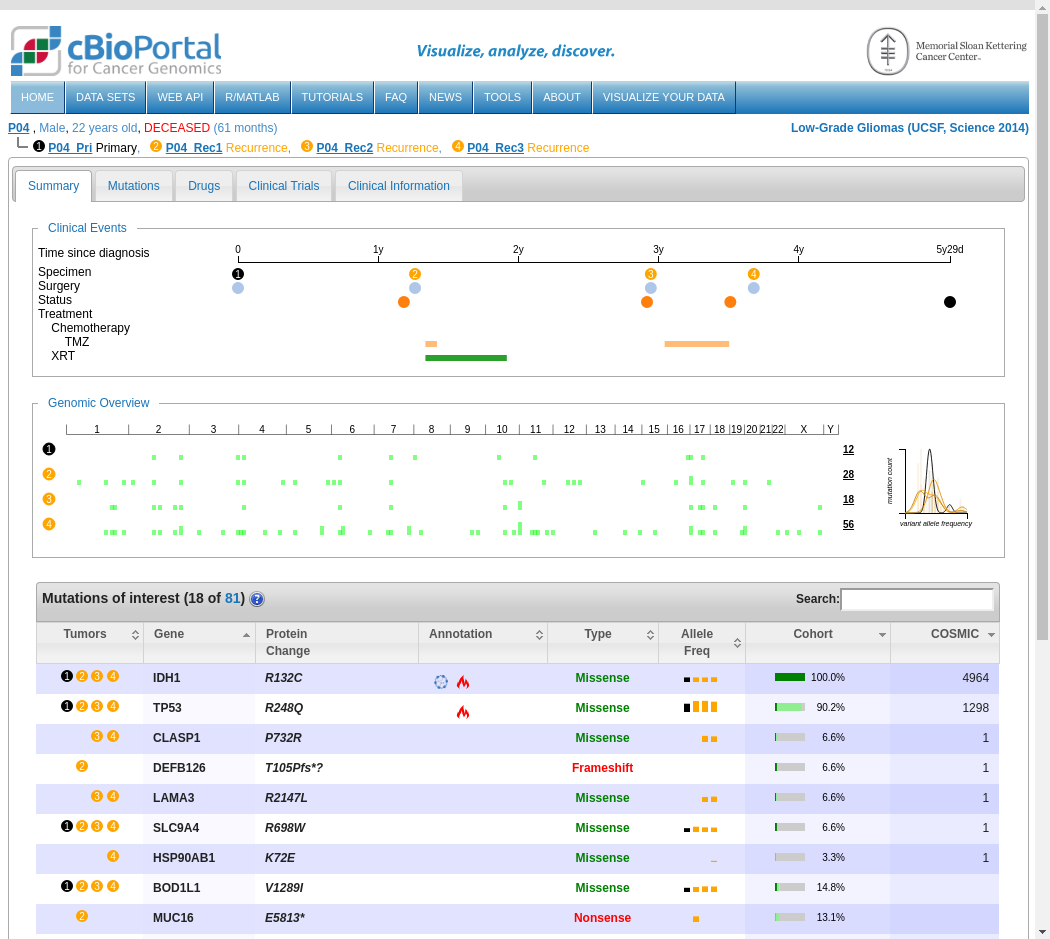 cBioPortal
for Cancer Genomics
Visualize, analyze, discover.
Memorial Sloan Kettering
Cancer Center
HOME DATA SETS WEB API R/MATLAB TUTORIALS FAQ NEWS TOOLS ABOUT VISUALIZE YOUR DATA
P04 , Male, 22 years old, DECEASED (61 months) Low-Grade Gliomas (UCSF, Science 2014)
1 P04_Pri Primary, 2 P04_Rec1 Recurrence, 3 P04_Rec2 Recurrence, 4 P04_Rec3 Recurrence
Summary Mutations Drugs Clinical Trials Clinical Information
Clinical Events
Time since diagnosis 0 1y 2y 3y 4y 5y29d
Specimen 1 2 3 4
Surgery
Status
Treatment
Chemotherapy
TMZ
XRT
Genomic Overview
1 2 3 4 5 6 7 8 9 10 11 12 13 14 15 16 17 18 19 20 21 22 X Y
1 12
2 28
3 18
4 56
mutation count
variant allele frequency
Mutations of interest (18 of 81) ? Search:
Tumors Gene Protein Change Annotation Type Allele Freq Cohort COSMIC
1 2 3 4 IDH1 R132C Missense 100.0% 4964
1 2 3 4 TP53 R248Q Missense 90.2% 1298
3 4 CLASP1 P732R Missense 6.6% 1
2 DEFB126 T105Pfs*? Frameshift 6.6% 1
3 4 LAMA3 R2147L Missense 6.6% 1
1 2 3 4 SLC9A4 R698W Missense 6.6% 1
4 HSP90AB1 K72E Missense 3.3% 1
1 2 3 4 BOD1L1 V1289I Missense 14.8%
2 MUC16 E5813* Nonsense 13.1%